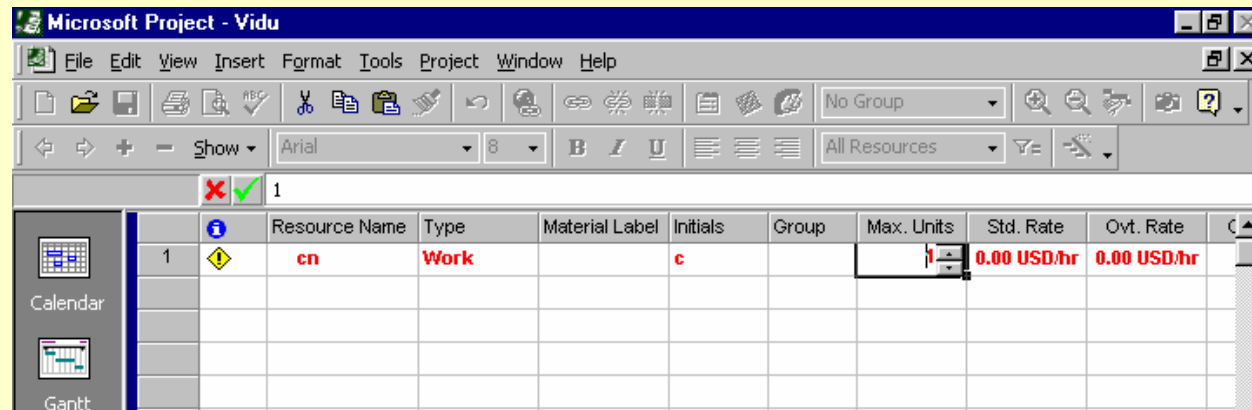 Microsoft Project - Vidu
File Edit View Insert Format Tools Project Window Help
ABC No Group ?
Show Arial 8 B I U All Resources
1
Resource Name Type Material Label Initials Group Max. Units Std. Rate Ovt. Rate
1 cn Work c 1 0.00 USD/hr 0.00 USD/hr
Calendar
Gantt